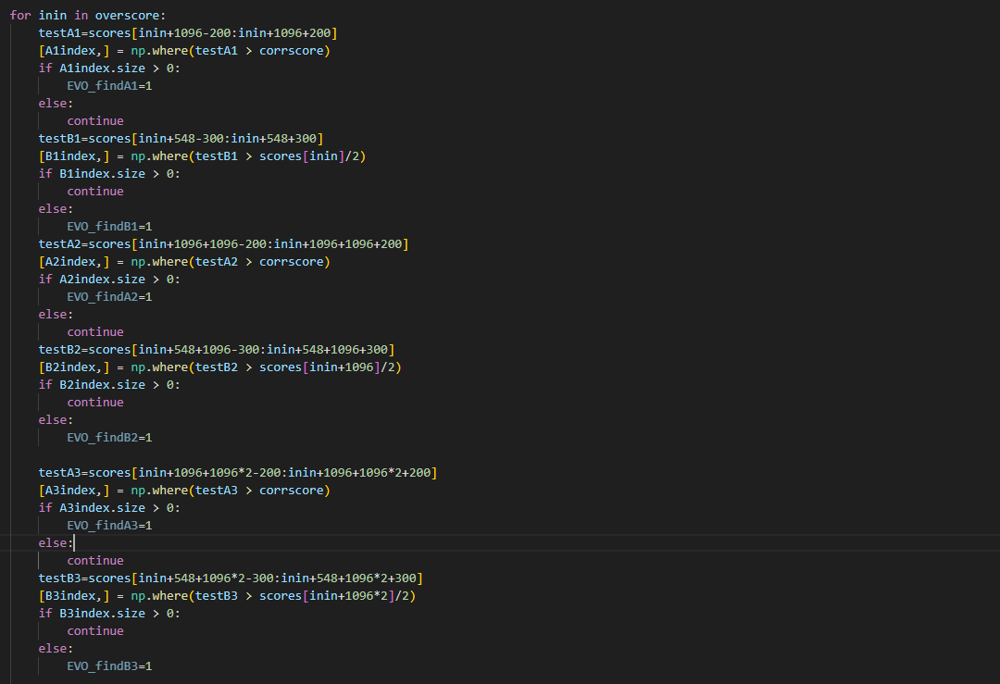 for inin in overscore:
    testA1=scores[inin+1096-200:inin+1096+200]
    [A1index,] = np.where(testA1 > corrscore)
    if A1index.size > 0:
        EVO_findA1=1
    else:
        continue
    testB1=scores[inin+548-300:inin+548+300]
    [B1index,] = np.where(testB1 > scores[inin]/2)
    if B1index.size > 0:
        continue
    else:
        EVO_findB1=1
    testA2=scores[inin+1096+1096-200:inin+1096+1096+200]
    [A2index,] = np.where(testA2 > corrscore)
    if A2index.size > 0:
        EVO_findA2=1
    else:
        continue
    testB2=scores[inin+548+1096-300:inin+548+1096+300]
    [B2index,] = np.where(testB2 > scores[inin+1096]/2)
    if B2index.size > 0:
        continue
    else:
        EVO_findB2=1

    testA3=scores[inin+1096+1096*2-200:inin+1096+1096*2+200]
    [A3index,] = np.where(testA3 > corrscore)
    if A3index.size > 0:
        EVO_findA3=1
    else:
        continue
    testB3=scores[inin+548+1096*2-300:inin+548+1096*2+300]
    [B3index,] = np.where(testB3 > scores[inin+1096*2]/2)
    if B3index.size > 0:
        continue
    else:
        EVO_findB3=1